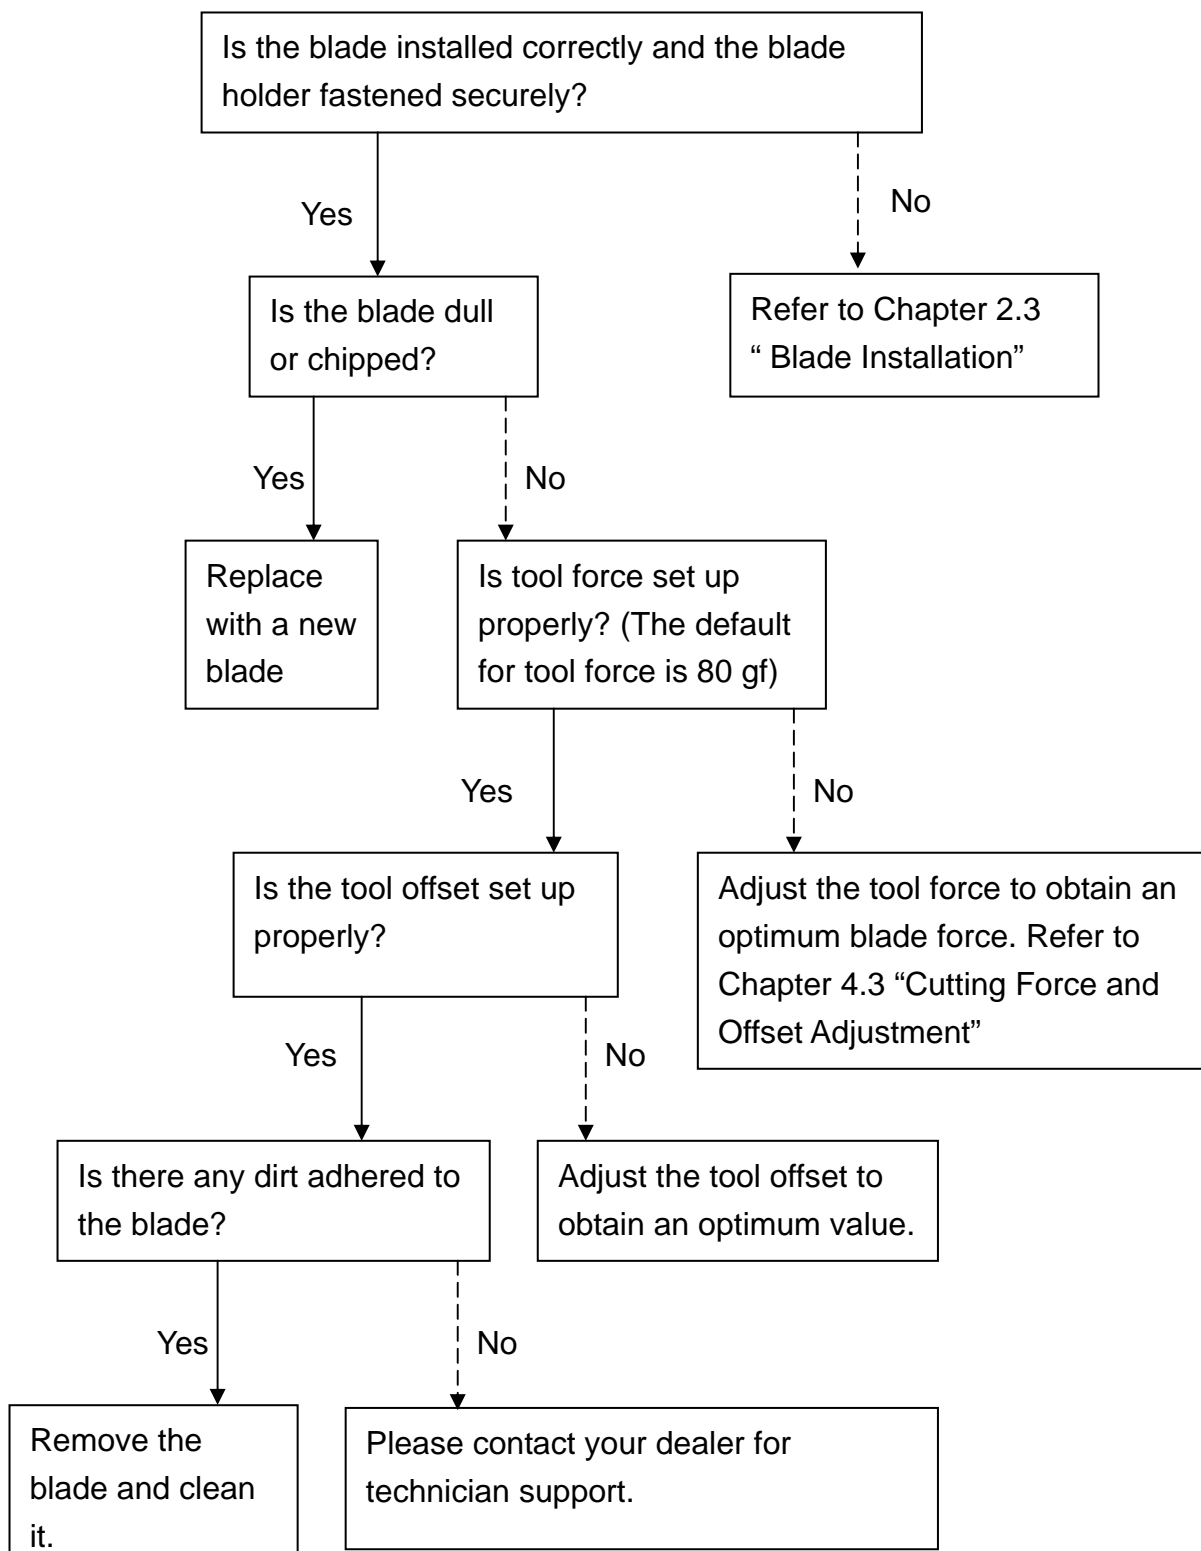 Is the blade installed correctly and the blade
holder fastened securely?
Yes
No
Is the blade dull
or chipped?
Refer to Chapter 2.3
“ Blade Installation”
Yes
No
Replace
with a new
blade
Is tool force set up
properly? (The default
for tool force is 80 gf)
Yes
No
Is the tool offset set up
properly?
Adjust the tool force to obtain an
optimum blade force. Refer to
Chapter 4.3 “Cutting Force and
Offset Adjustment”
Yes
No
Is there any dirt adhered to
the blade?
Adjust the tool offset to
obtain an optimum value.
Yes
No
Remove the
blade and clean
it.
Please contact your dealer for
technician support.